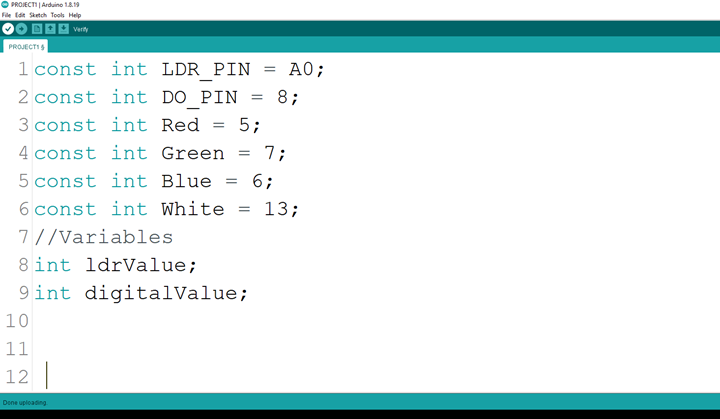 PROJECT1 | Arduino 1.8.19
File Edit Sketch Tools Help
Verify
PROJECT1 §
1 const int LDR_PIN = A0;
2 const int DO_PIN = 8;
3 const int Red = 5;
4 const int Green = 7;
5 const int Blue = 6;
6 const int White = 13;
7 //Variables
8 int ldrValue;
9 int digitalValue;
10
11
12
Done uploading.